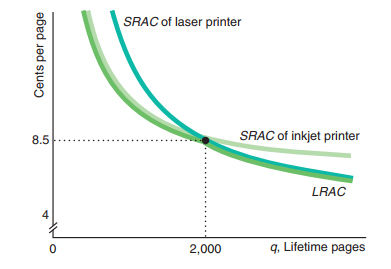 Cents per page
SRAC of laser printer
SRAC of inkjet printer
8.5
LRAC
4
0
2,000
q, Lifetime pages